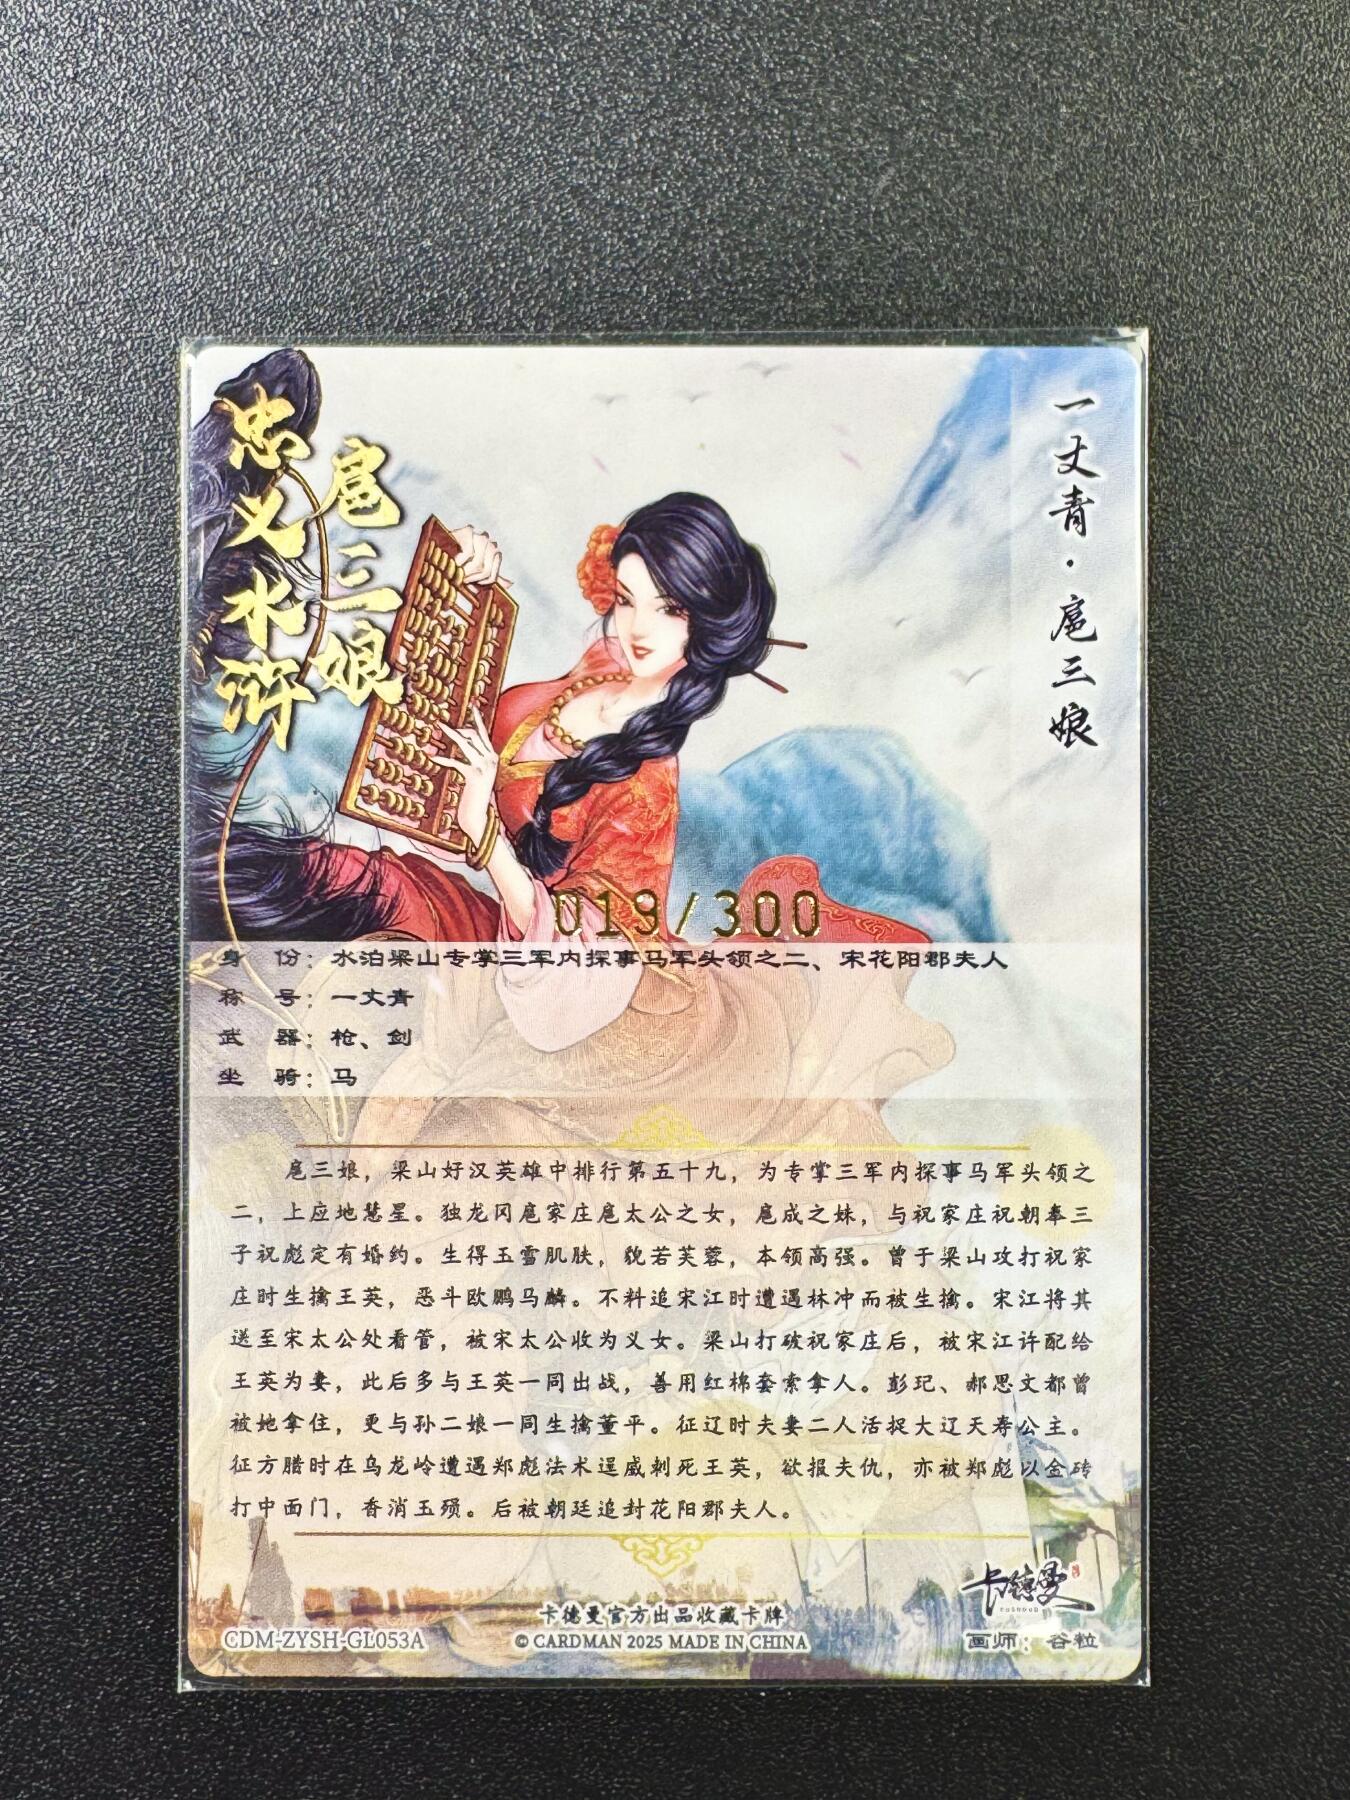 忠义水浒
扈三娘
一丈青·扈三娘
019/300
身 份：水泊梁山专掌三军内探事马军头领之二、宋花阳郡夫人
称 号：一丈青
武 器：枪、剑
坐 骑：马
扈三娘，梁山好汉英雄中排行第五十九，为专掌三军内探事马军头领之
二，上应地慧星。独龙冈扈家庄扈太公之女，扈成之妹，与祝家庄祝朝奉三
子祝彪定有婚约。生得玉雪肌肤，貌若芙蓉，本领高强。曾于梁山攻打祝家
庄时生擒王英，恶斗欧鹏马麟。不料追宋江时遭遇林冲而被生擒。宋江将其
送至宋太公处看管，被宋太公收为义女。梁山打破祝家庄后，被宋江许配给
王英为妻，此后多与王英一同出战，善用红棉套索拿人。彭玘、郝思文都曾
被她拿住，更与孙二娘一同生擒董平。征辽时夫妻二人活捉大辽天寿公主。
征方腊时在乌龙岭遭遇郑彪法术逞威刺死王英，欲报夫仇，亦被郑彪以金砖
打中面门，香消玉殒。后被朝廷追封花阳郡夫人。
卡德曼
卡德曼官方出品收藏卡牌
CDM-ZYSH-GL053A
© CARDMAN 2025 MADE IN CHINA
画师：谷粒